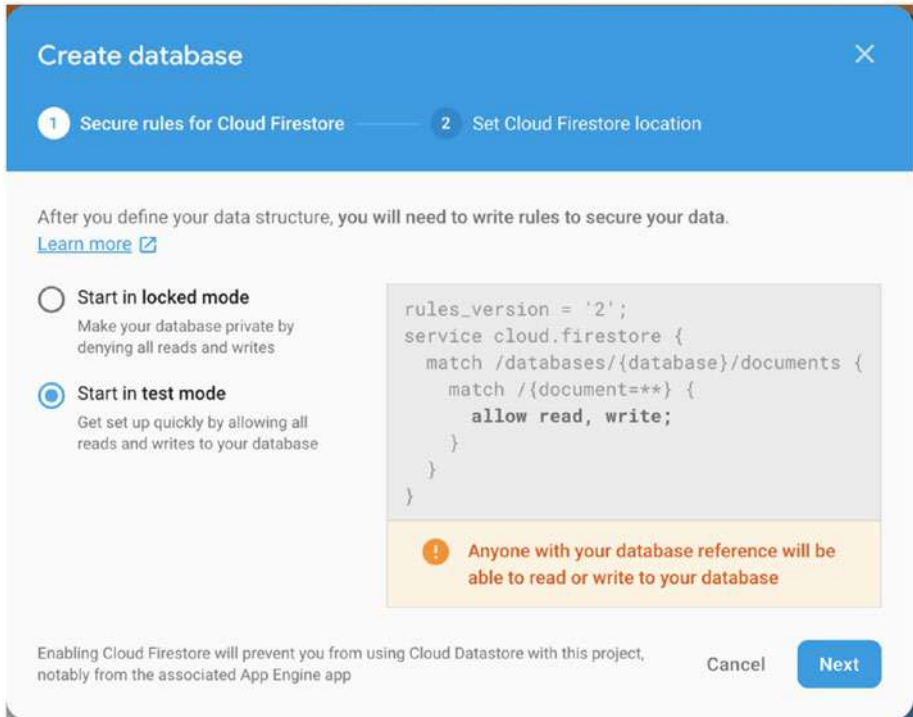 Create database
1 Secure rules for Cloud Firestore 2 Set Cloud Firestore location
After you define your data structure, you will need to write rules to secure your data.
Learn more
Start in locked mode
Make your database private by
denying all reads and writes
Start in test mode
Get set up quickly by allowing all
reads and writes to your database
rules_version = '2';
service cloud.firestore {
  match /databases/{database}/documents {
    match /{document=**} {
      allow read, write;
    }
  }
}
Anyone with your database reference will be
able to read or write to your database
Enabling Cloud Firestore will prevent you from using Cloud Datastore with this project,
notably from the associated App Engine app
Cancel Next